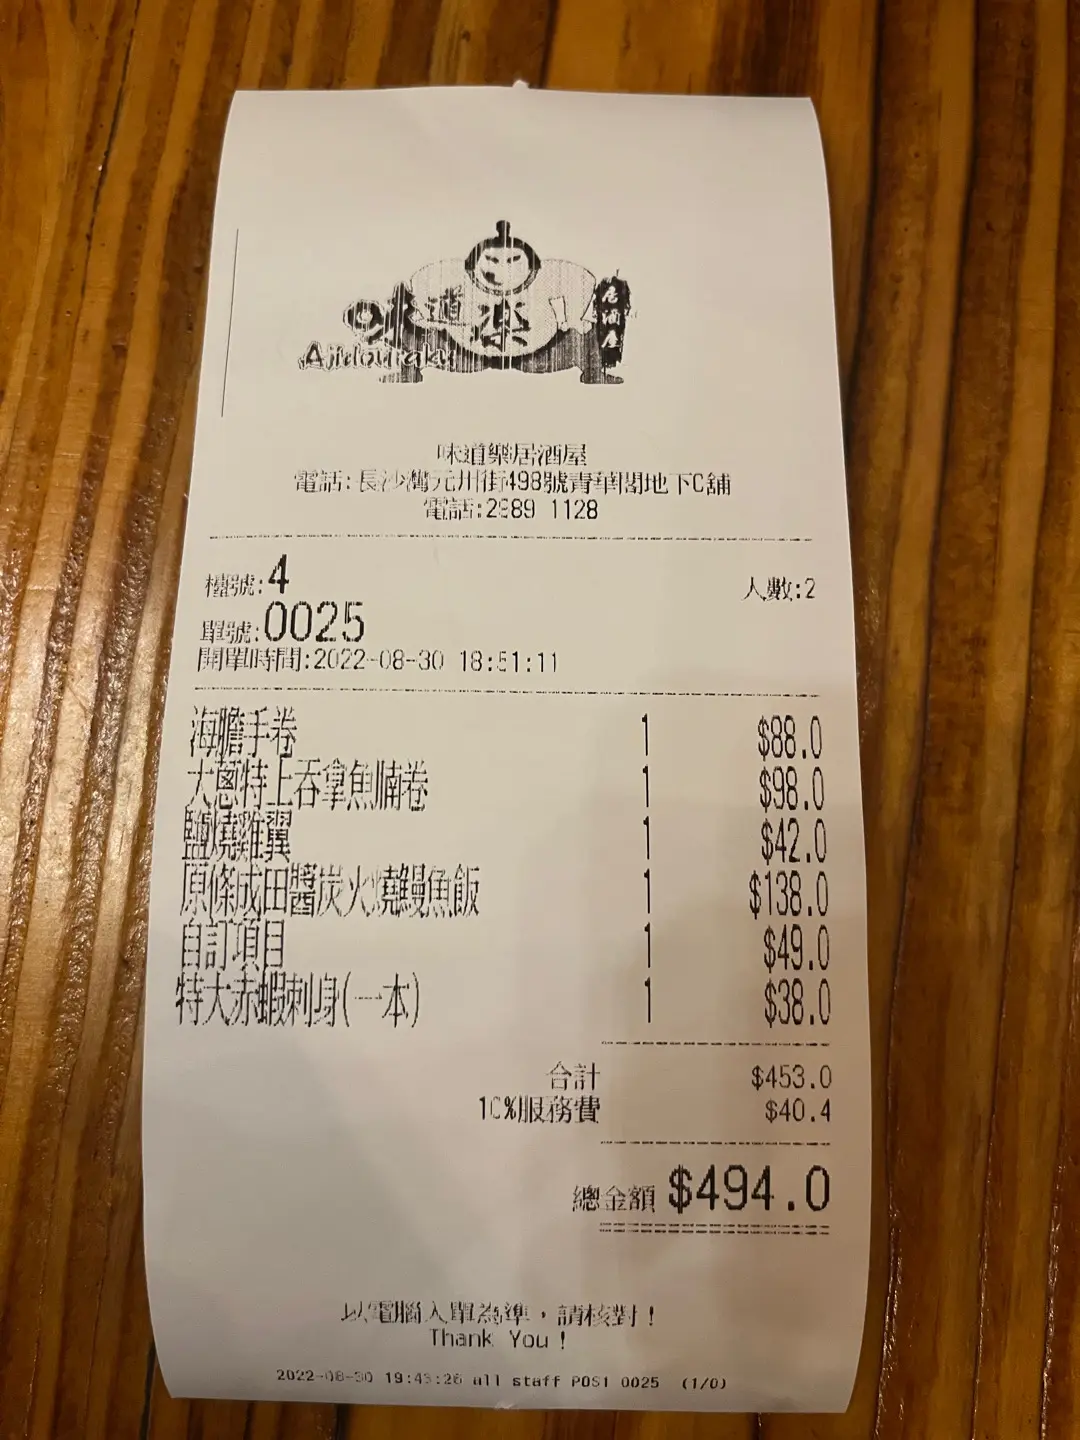 味道楽
居酒屋
Ajidouraku
味道樂居酒屋
電話:長沙灣元州街498號青華閣地下C舖
電話:2989 1128
檯號:4 人數:2
單號:0025
開單時間:2022-08-30 18:51:11
海膽手卷 1 $88.0
大蔥特上吞拿魚腩卷 1 $98.0
鹽燒雞翼 1 $42.0
原條成田醬炭火燒鰻魚飯 1 $138.0
自訂項目 1 $49.0
特大赤蝦刺身(一本) 1 $38.0
合計 $453.0
10%服務費 $40.4
總金額 $494.0
以電腦入單為準，請核對!
Thank You!
2022-08-30 19:43:26 all staff POS1 0025 (1/0)